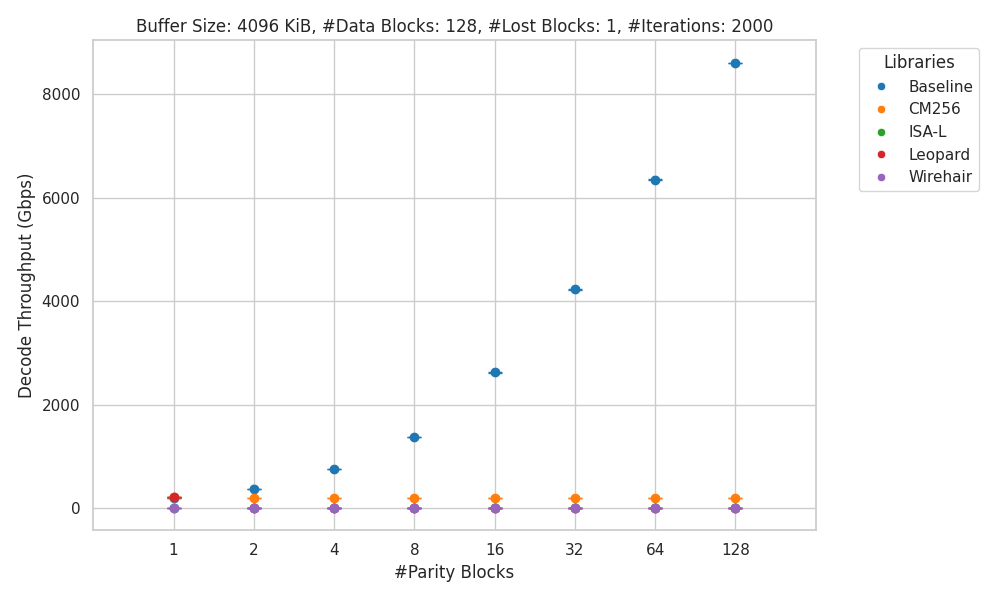 Buffer Size: 4096 KiB, #Data Blocks: 128, #Lost Blocks: 1, #Iterations: 2000
Libraries
Baseline
CM256
ISA-L
Leopard
Wirehair
Decode Throughput (Gbps)
8000
6000
4000
2000
0
1 2 4 8 16 32 64 128
#Parity Blocks